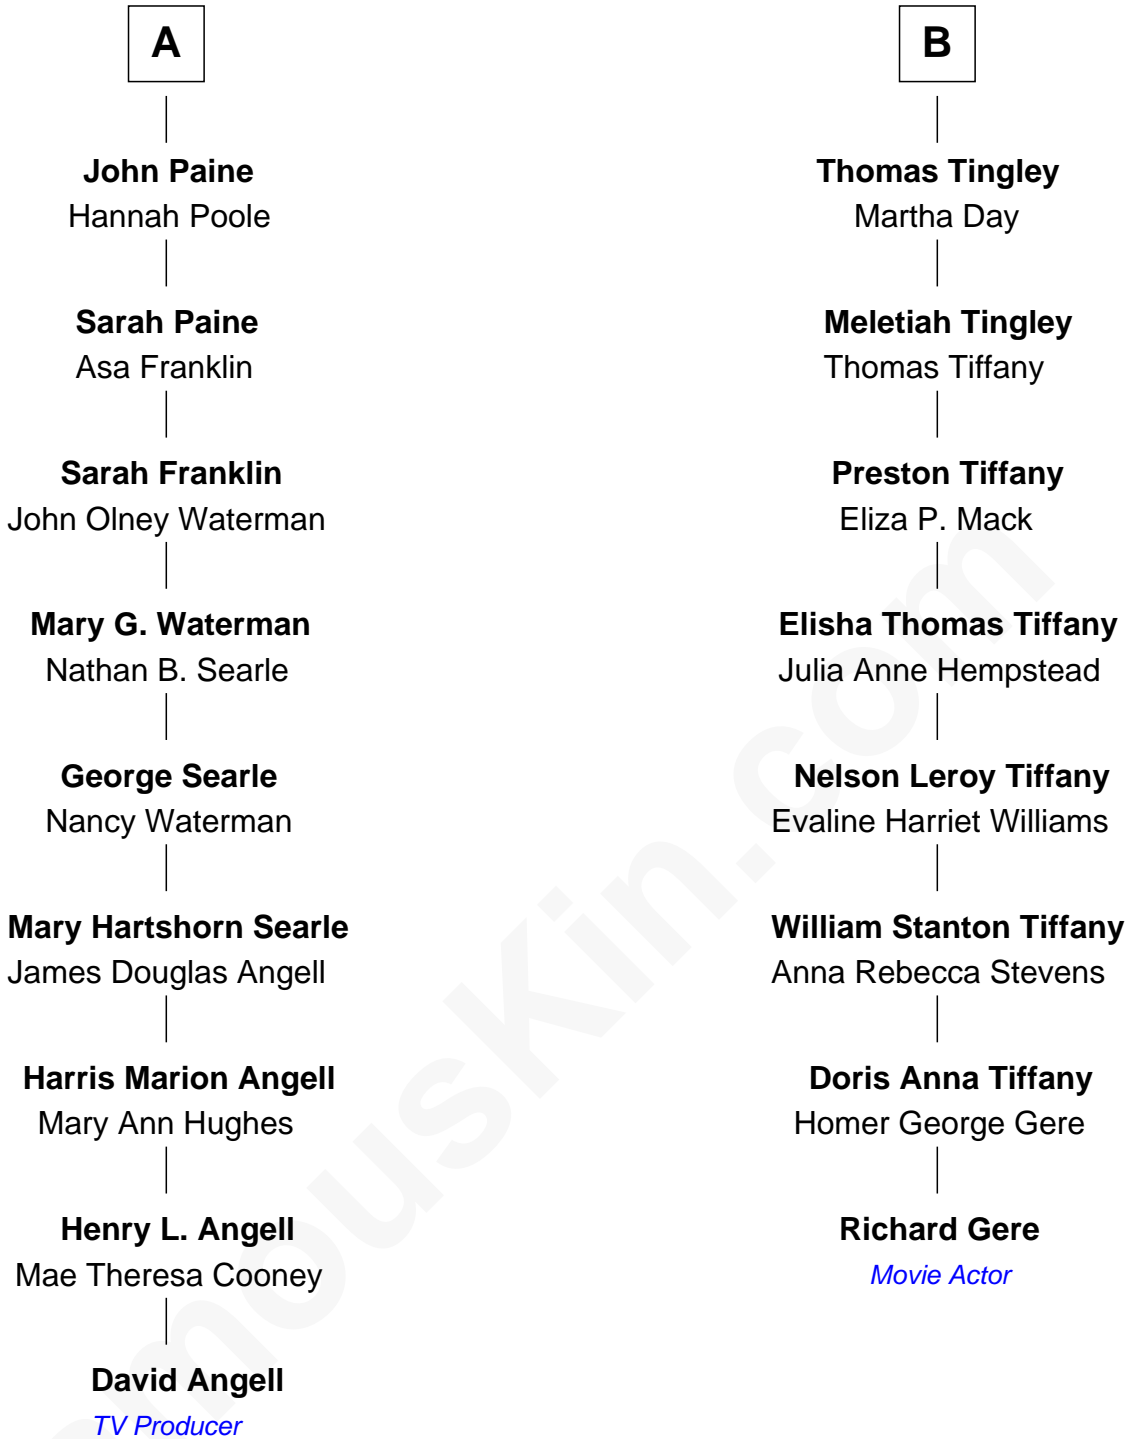 A
John Paine
Hannah Poole
Sarah Paine
Asa Franklin
Sarah Franklin
John Olney Waterman
Mary G. Waterman
Nathan B. Searle
George Searle
Nancy Waterman
Mary Hartshorn Searle
James Douglas Angell
Harris Marion Angell
Mary Ann Hughes
Henry L. Angell
Mae Theresa Cooney
David Angell
TV Producer
B
Thomas Tingley
Martha Day
Meletiah Tingley
Thomas Tiffany
Preston Tiffany
Eliza P. Mack
Elisha Thomas Tiffany
Julia Anne Hempstead
Nelson Leroy Tiffany
Evaline Harriet Williams
William Stanton Tiffany
Anna Rebecca Stevens
Doris Anna Tiffany
Homer George Gere
Richard Gere
Movie Actor
mousKin.com